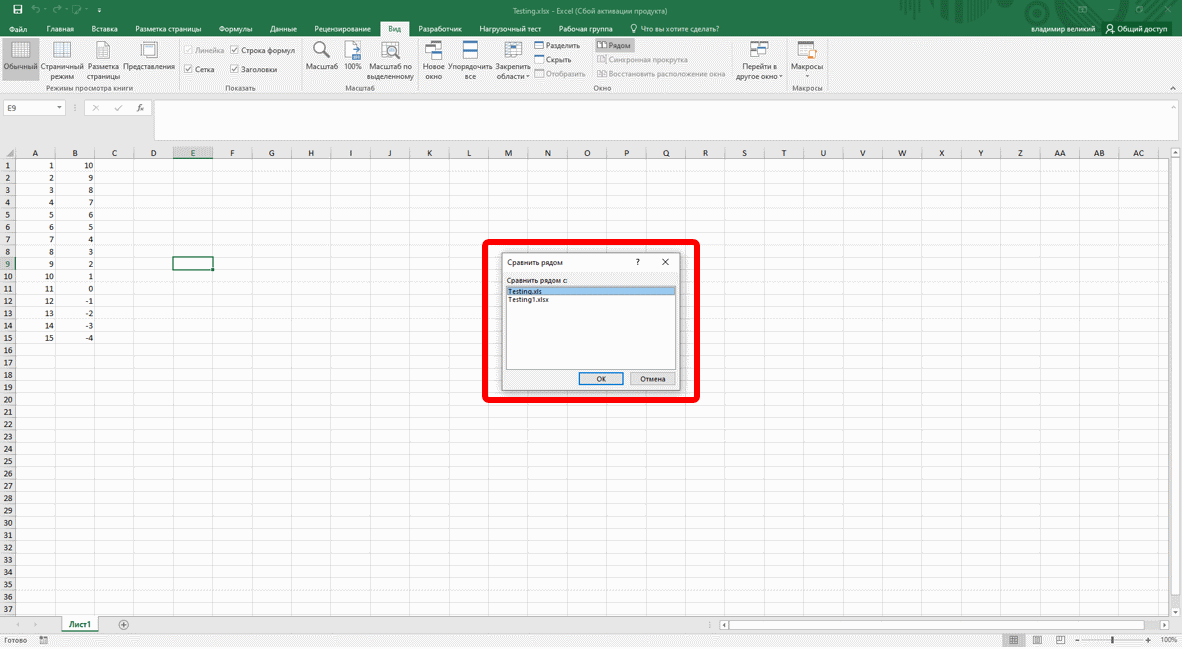 Testing.xlsx - Excel (Сбой активации продукта)
Файл Главная Вставка Разметка страницы Формулы Данные Рецензирование Вид Разработчик Нагрузочный тест Рабочая группа Что вы хотите сделать? владимир великий Общий доступ
Обычный Страничный режим Разметка страницы Представления
Линейка Строка формул
Сетка Заголовки
Масштаб 100% Масштаб по выделенному
Новое окно Упорядочить все Закрепить области
Разделить
Скрыть
Отобразить
Рядом
Синхронная прокрутка
Восстановить расположение окна
Перейти в другое окно
Макросы
Режимы просмотра книги Показать Масштаб Окно Макросы
E9 fx
A B C D E F G H I J K L M N O P Q R S T U V W X Y Z AA AB AC
1 1 10
2 2 9
3 3 8
4 4 7
5 5 6
6 6 5
7 7 4
8 8 3
9 9 2
10 10 1
11 11 0
12 12 -1
13 13 -2
14 14 -3
15 15 -4
16
17
18
19
20
21
22
23
24
25
26
27
28
29
30
31
32
33
34
35
36
37
Сравнить рядом ?
Сравнить рядом с:
Testing.xls
Testing1.xlsx
ОК Отмена
Лист1
Готово 100%